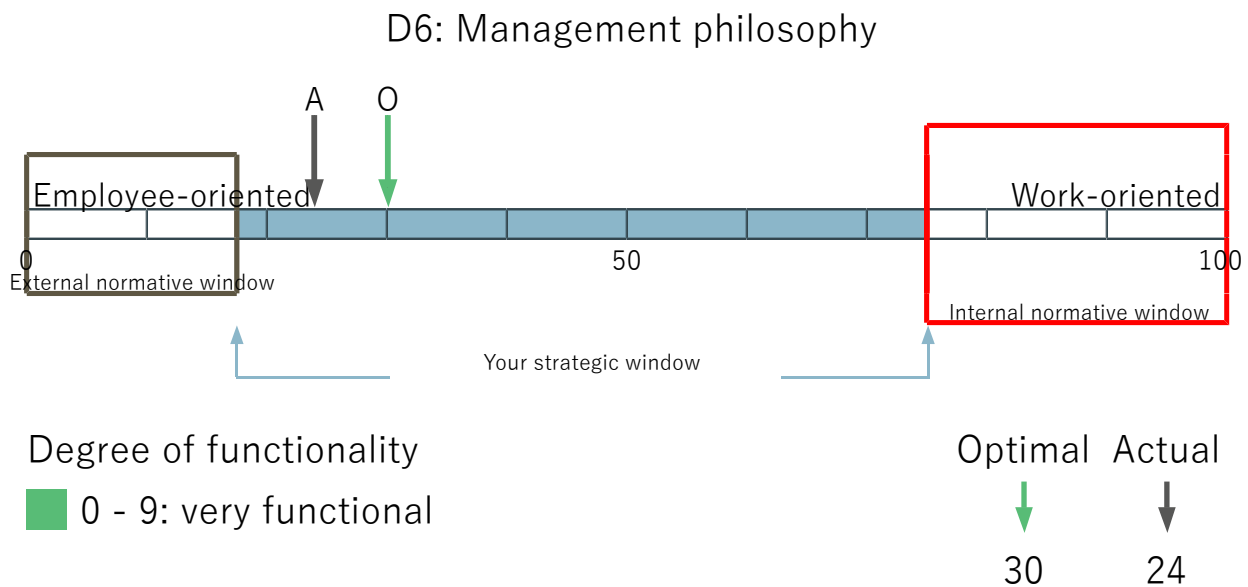 D6: Management philosophy
A O
Employee-oriented Work-oriented
0 50 100
External normative window
Internal normative window
Your strategic window
Degree of functionality Optimal Actual
0 - 9: very functional
30 24